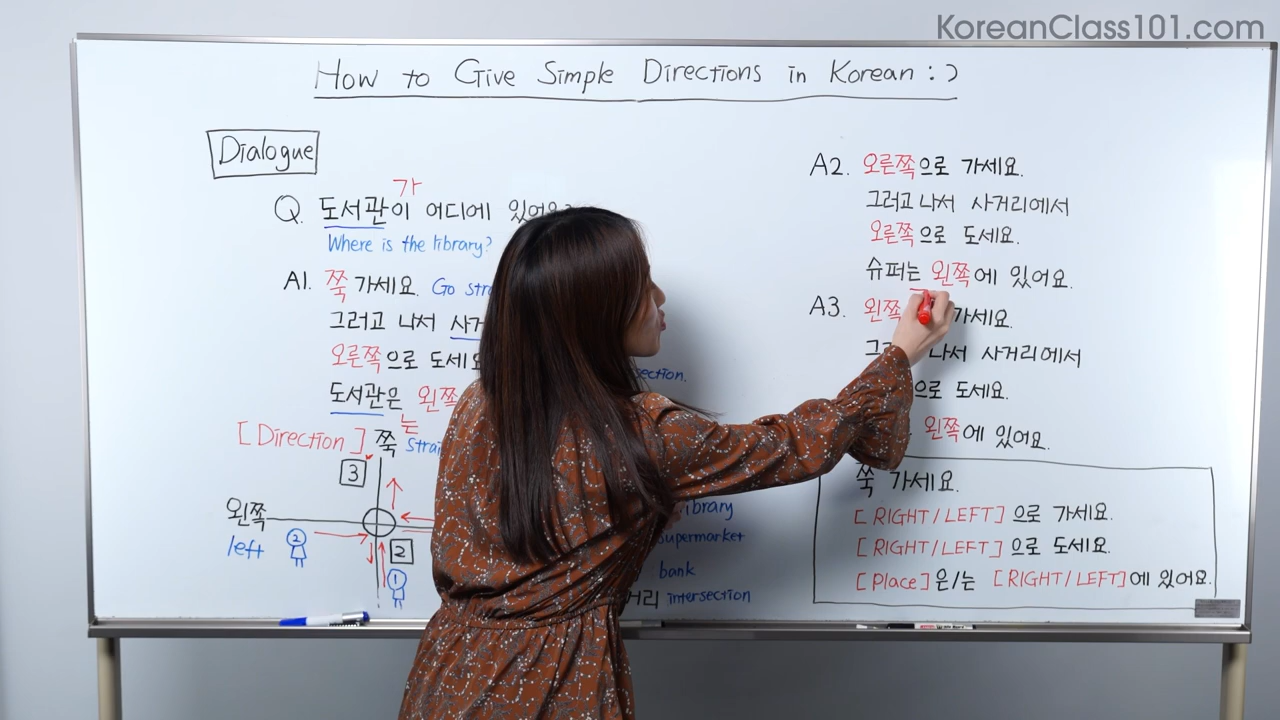 KoreanClass101.com
How to Give Simple Directions in Korean :)
Dialogue
가
Q. 도서관이 어디에 있어요?
Where is the library?
A1. 쭉 가세요. Go
그러고 나서
오른쪽으로 도세요
section.
도서관은 왼쪽
는
[Direction] 쭉
3
왼쪽
left
2
2
1
library
supermarket
bank
거리 intersection
A2. 오른쪽으로 가세요.
그러고 나서 사거리에서
오른쪽으로 도세요.
슈퍼는 왼쪽에 있어요.
A3. 왼쪽 가세요.
나서 사거리에서
으로 도세요.
왼쪽에 있어요.
쭉 가세요.
[RIGHT/LEFT]으로 가세요.
[RIGHT/LEFT]으로 도세요.
[Place]은/는 [RIGHT/LEFT]에 있어요.